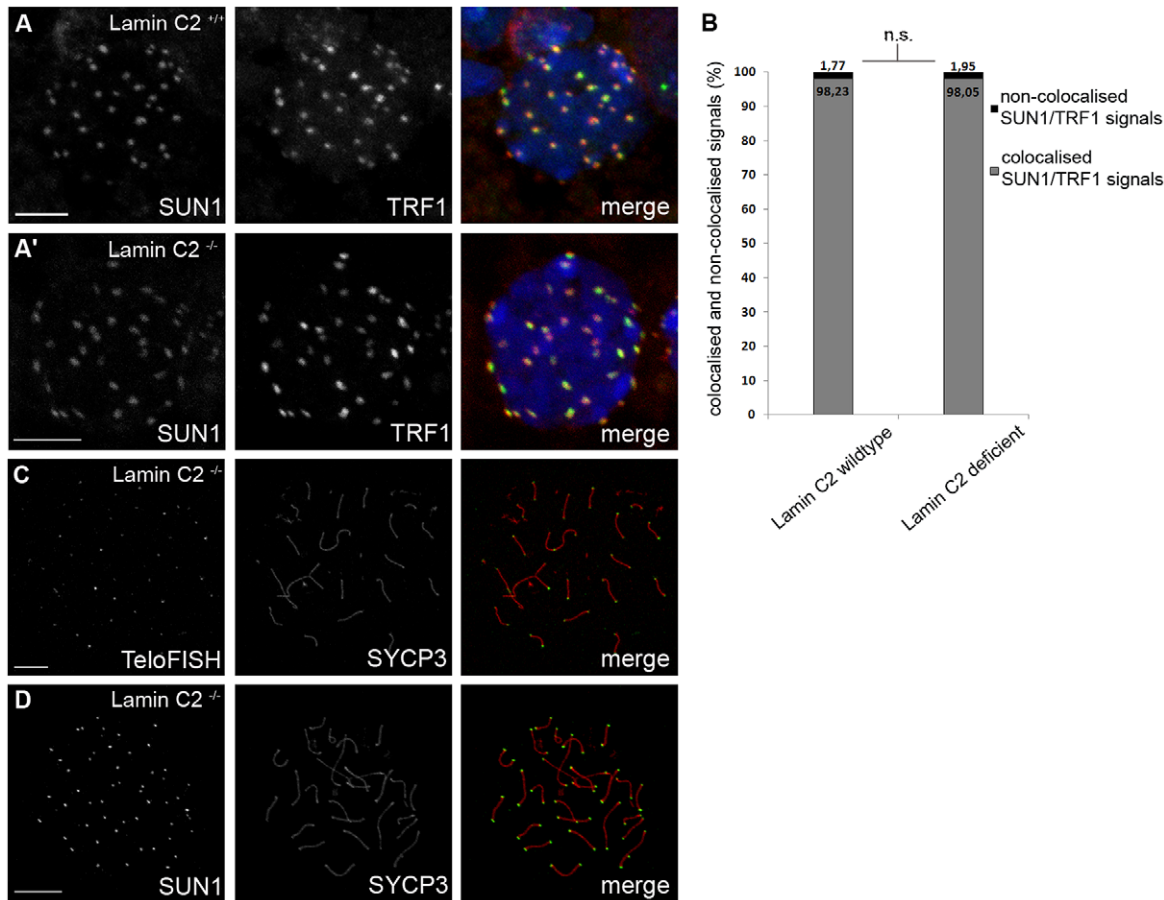 A
Lamin C2 +/+
SUN1
TRF1
merge
A'
Lamin C2 -/-
SUN1
TRF1
merge
C
Lamin C2 -/-
TeloFISH
SYCP3
merge
D
Lamin C2 -/-
SUN1
SYCP3
merge
B
n.s.
colocalised and non-colocalised signals (%)
100
90
80
70
60
50
40
30
20
10
0
1,77
98,23
1,95
98,05
Lamin C2 wildtype
Lamin C2 deficient
non-colocalised
SUN1/TRF1 signals
colocalised
SUN1/TRF1 signals